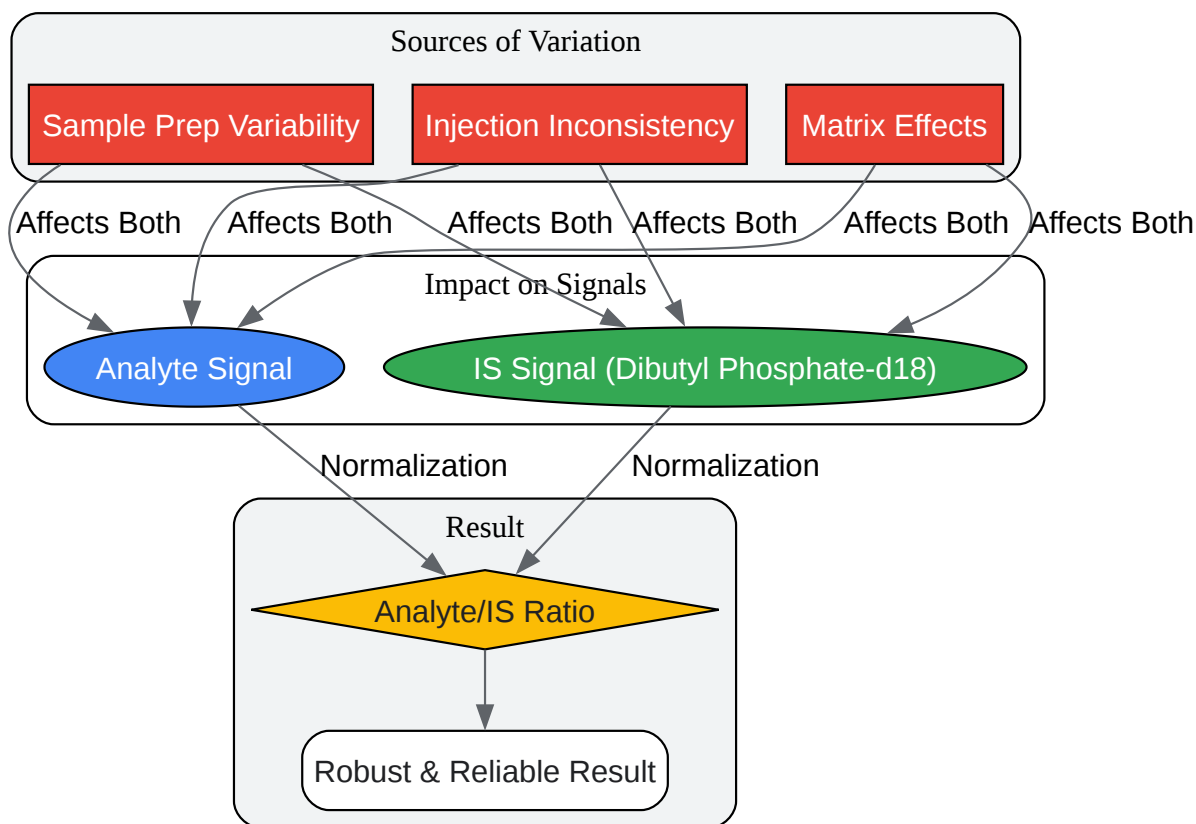 Sources of Variation
Sample Prep Variability
Injection Inconsistency
Matrix Effects
Affects Both
Affects Both
Affects Both
Affects Both
Affects Both
Affects Both
Impact on Signals
Analyte Signal
IS Signal (Dibutyl Phosphate-d18)
Normalization
Normalization
Result
Analyte/IS Ratio
Robust & Reliable Result